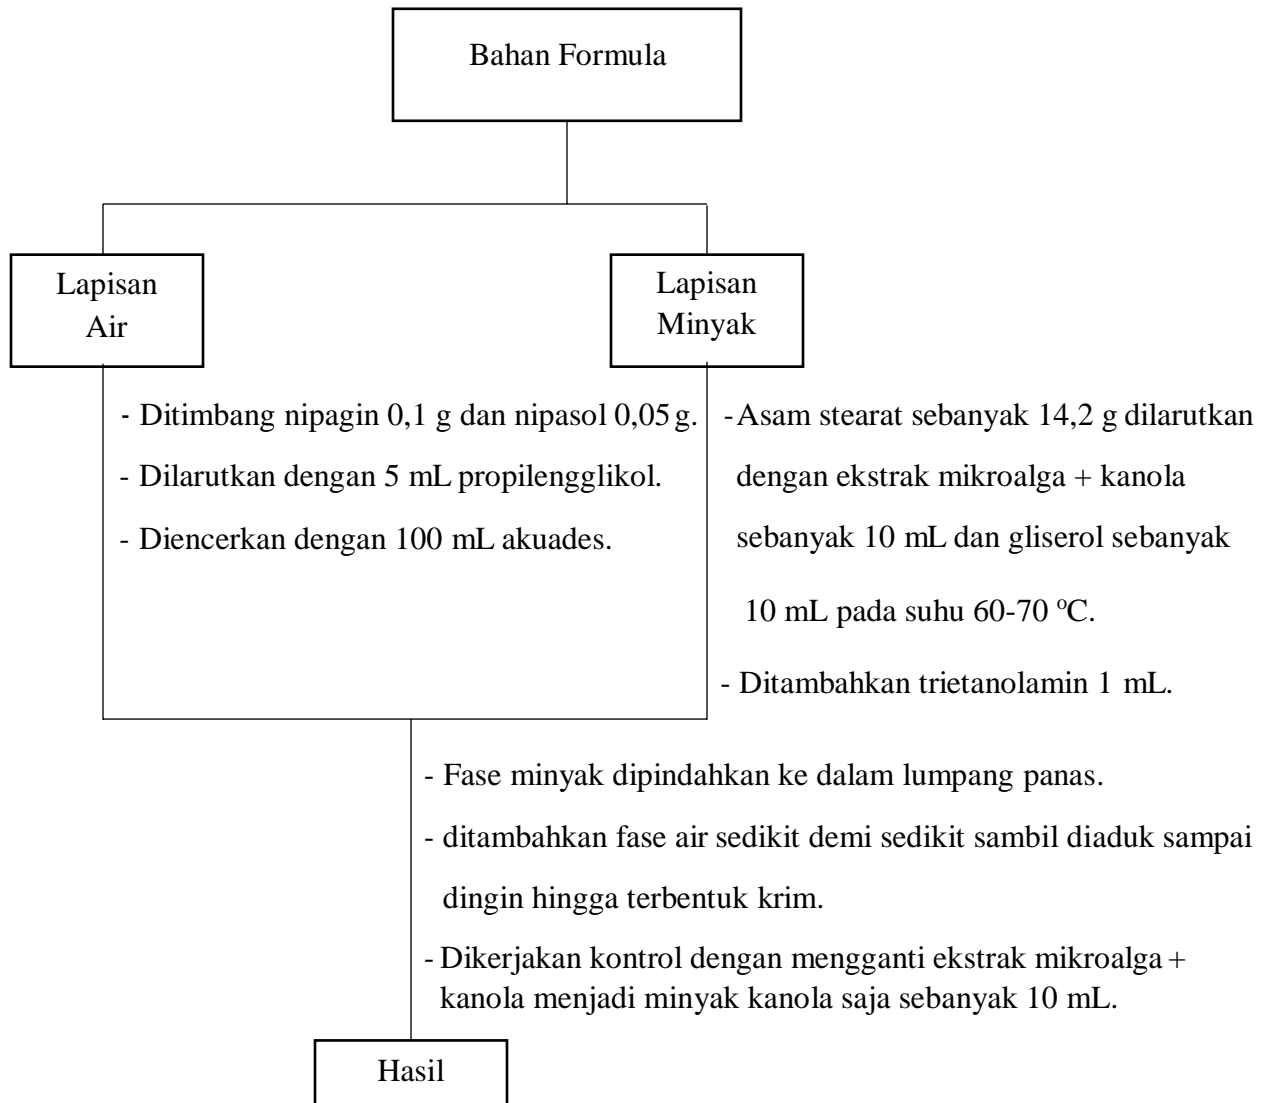 Bahan Formula
Lapisan
Air
Lapisan
Minyak
- Ditimbang nipagin 0,1 g dan nipasol 0,05 g.
- Dilarutkan dengan 5 mL propilengglikol.
- Diencerkan dengan 100 mL akuades.
- Asam stearat sebanyak 14,2 g dilarutkan
dengan ekstrak mikroalga + kanola
sebanyak 10 mL dan gliserol sebanyak
10 mL pada suhu 60-70 ºC.
- Ditambahkan trietanolamin 1 mL.
- Fase minyak dipindahkan ke dalam lumpang panas.
- ditambahkan fase air sedikit demi sedikit sambil diaduk sampai
dingin hingga terbentuk krim.
- Dikerjakan kontrol dengan mengganti ekstrak mikroalga +
kanola menjadi minyak kanola saja sebanyak 10 mL.
Hasil